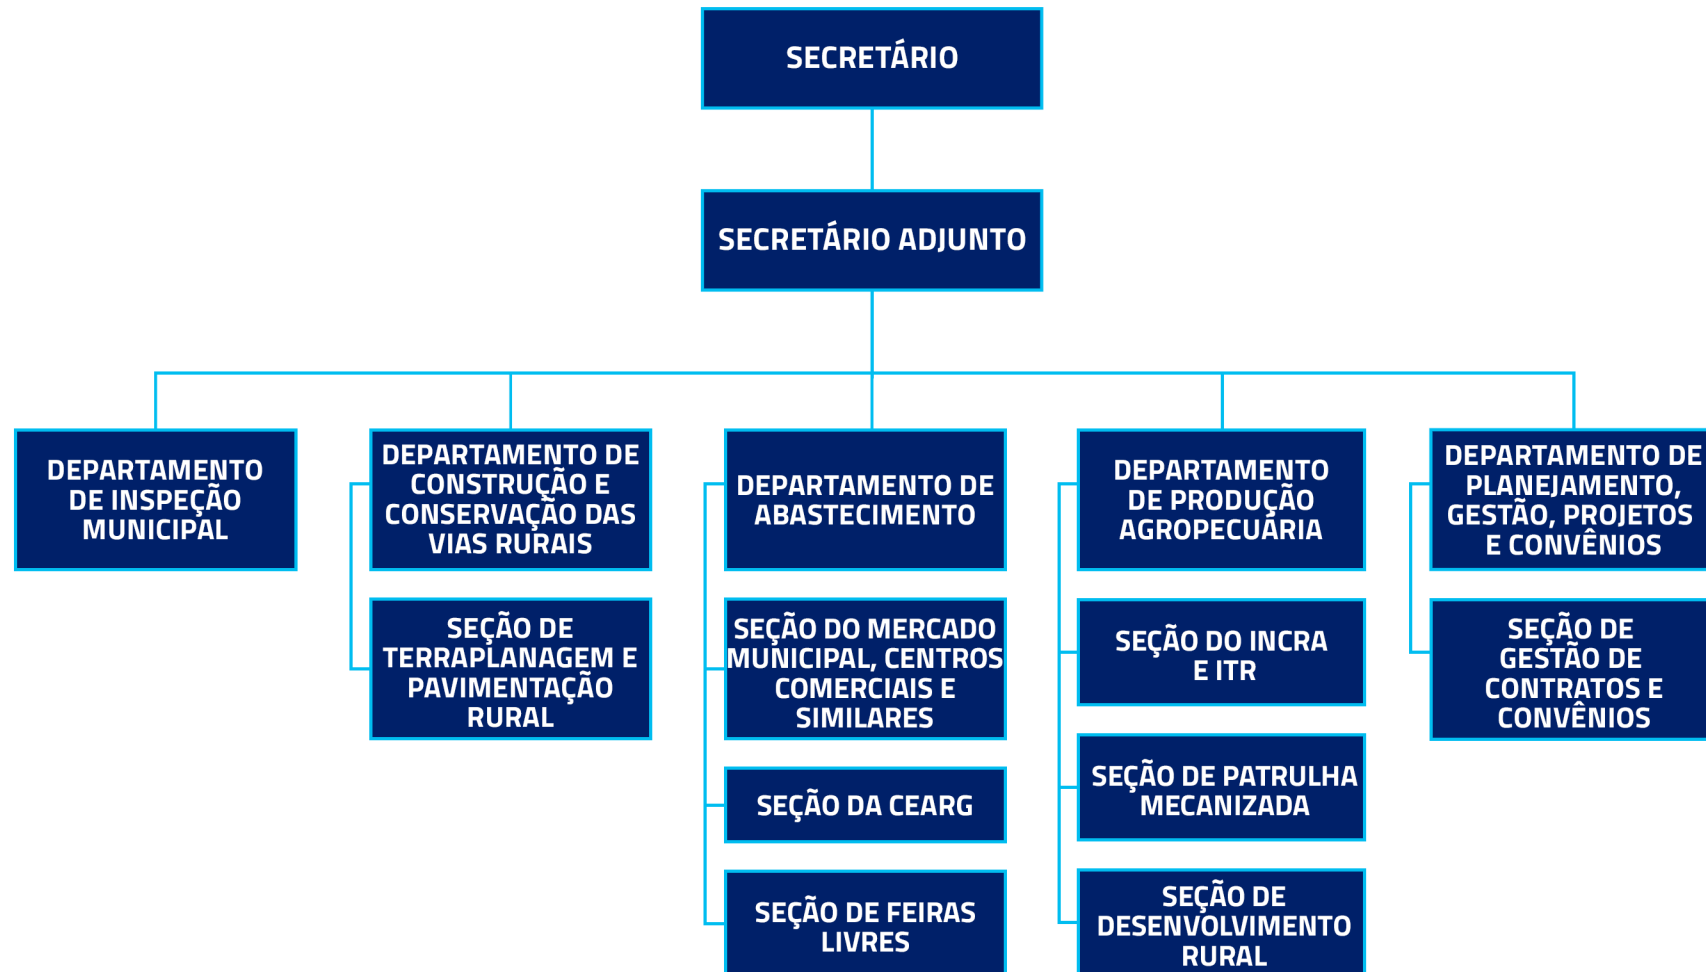 SECRETÁRIO
SECRETÁRIO ADJUNTO
DEPARTAMENTO
DE INSPEÇÃO
MUNICIPAL
DEPARTAMENTO DE
CONSTRUÇÃO E
CONSERVAÇÃO DAS
VIAS RURAIS
SEÇÃO DE
TERRAPLANAGEM E
PAVIMENTAÇÃO
RURAL
DEPARTAMENTO DE
ABASTECIMENTO
SEÇÃO DO MERCADO
MUNICIPAL, CENTROS
COMERCIAIS E
SIMILARES
SEÇÃO DA CEARG
SEÇÃO DE FEIRAS
LIVRES
DEPARTAMENTO
DE PRODUÇÃO
AGROPECUÁRIA
SEÇÃO DO INCRA
E ITR
SEÇÃO DE PATRULHA
MECANIZADA
SEÇÃO DE
DESENVOLVIMENTO
RURAL
DEPARTAMENTO DE
PLANEJAMENTO,
GESTÃO, PROJETOS
E CONVÊNIOS
SEÇÃO DE
GESTÃO DE
CONTRATOS E
CONVÊNIOS